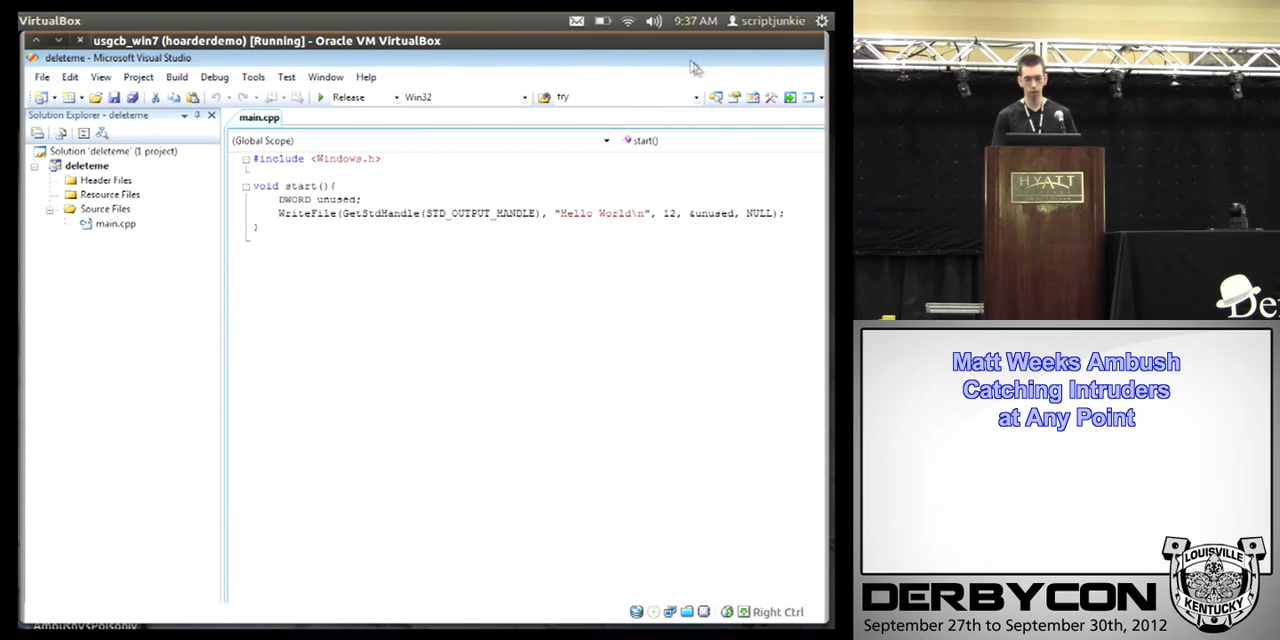 VirtualBox
9:37 AM scriptjunkie
usgcb_win7 (hoarderdemo) [Running] - Oracle VM VirtualBox
deleteme - Microsoft Visual Studio
File Edit View Project Build Debug Tools Test Window Help
Release Win32 try
Solution Explorer - deleteme
main.cpp
(Global Scope) start()
Solution 'deleteme' (1 project)
deleteme
Header Files
Resource Files
Source Files
main.cpp
#include <Windows.h>
void start(){
DWORD unused;
WriteFile(GetStdHandle(STD_OUTPUT_HANDLE), "Hello World\n", 12, &unused, NULL);
}
Right Ctrl
HYATT
De
Matt Weeks Ambush
Catching Intruders
at Any Point
DERBYCON
September 27th to September 30th, 2012
LOUISVILLE
KENTUCKY